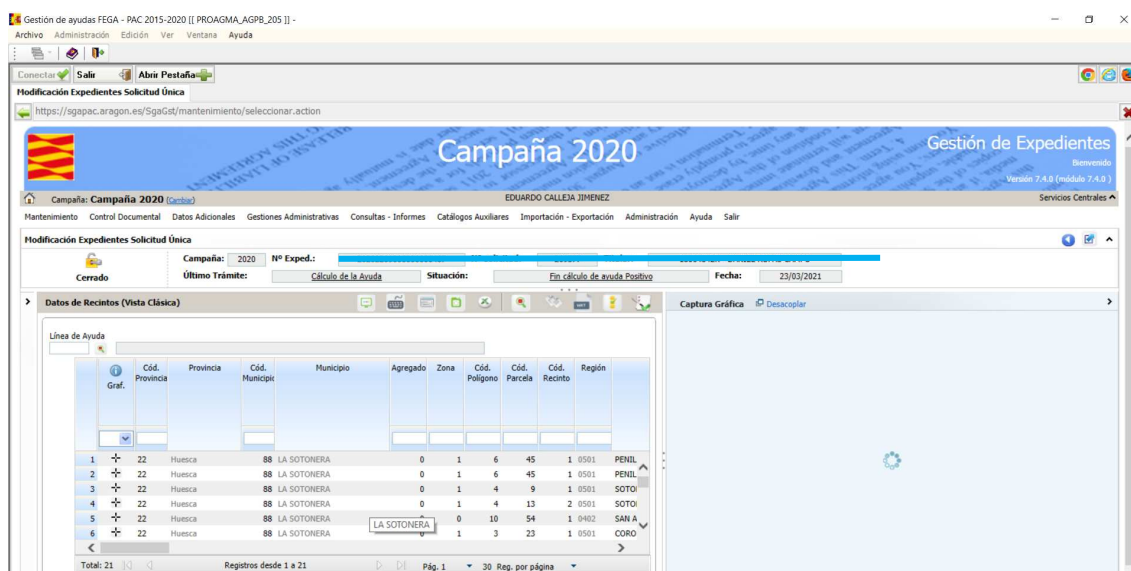 Gestión de ayudas FEGA - PAC 2015-2020 [[ PROAGMA_AGPB_205 ]] -
Archivo Administración Edición Ver Ventana Ayuda
Conectar Salir Abrir Pestaña
Modificación Expedientes Solicitud Única
https://sgapac.aragon.es/SgaGst/mantenimiento/seleccionar.action
Campaña 2020
Gestión de Expedientes
Bienvenido
Versión 7.4.0 (módulo 7.4.0 )
Campaña: Campaña 2020 (Cambiar) EDUARDO CALLEJA JIMENEZ Servicios Centrales
Mantenimiento Control Documental Datos Adicionales Gestiones Administrativas Consultas - Informes Catálogos Auxiliares Importación - Exportación Administración Ayuda Salir
Modificación Expedientes Solicitud Única
Campaña: 2020 Nº Exped.:
Cerrado Último Trámite: Cálculo de la Ayuda Situación: Fin cálculo de ayuda Positivo Fecha: 23/03/2021
Datos de Recintos (Vista Clásica) Captura Gráfica Desacoplar
Línea de Ayuda
Graf. Cód. Provincia Provincia Cód. Municipic Municipio Agregado Zona Cód. Polígono Cód. Parcela Cód. Recinto Región
1 22 Huesca 88 LA SOTONERA 0 1 6 45 1 0501 PENIL
2 22 Huesca 88 LA SOTONERA 0 1 6 45 1 0501 PENIL
3 22 Huesca 88 LA SOTONERA 0 1 4 9 1 0501 SOTO
4 22 Huesca 88 LA SOTONERA 0 1 4 13 2 0501 SOTO
5 22 Huesca 88 LA SOTONERA 0 10 54 1 0402 SAN A
LA SOTONERA
6 22 Huesca 88 LA SOTONERA 0 1 3 23 1 0501 CORO
Total: 21 Registros desde 1 a 21 Pág. 1 30 Reg. por página